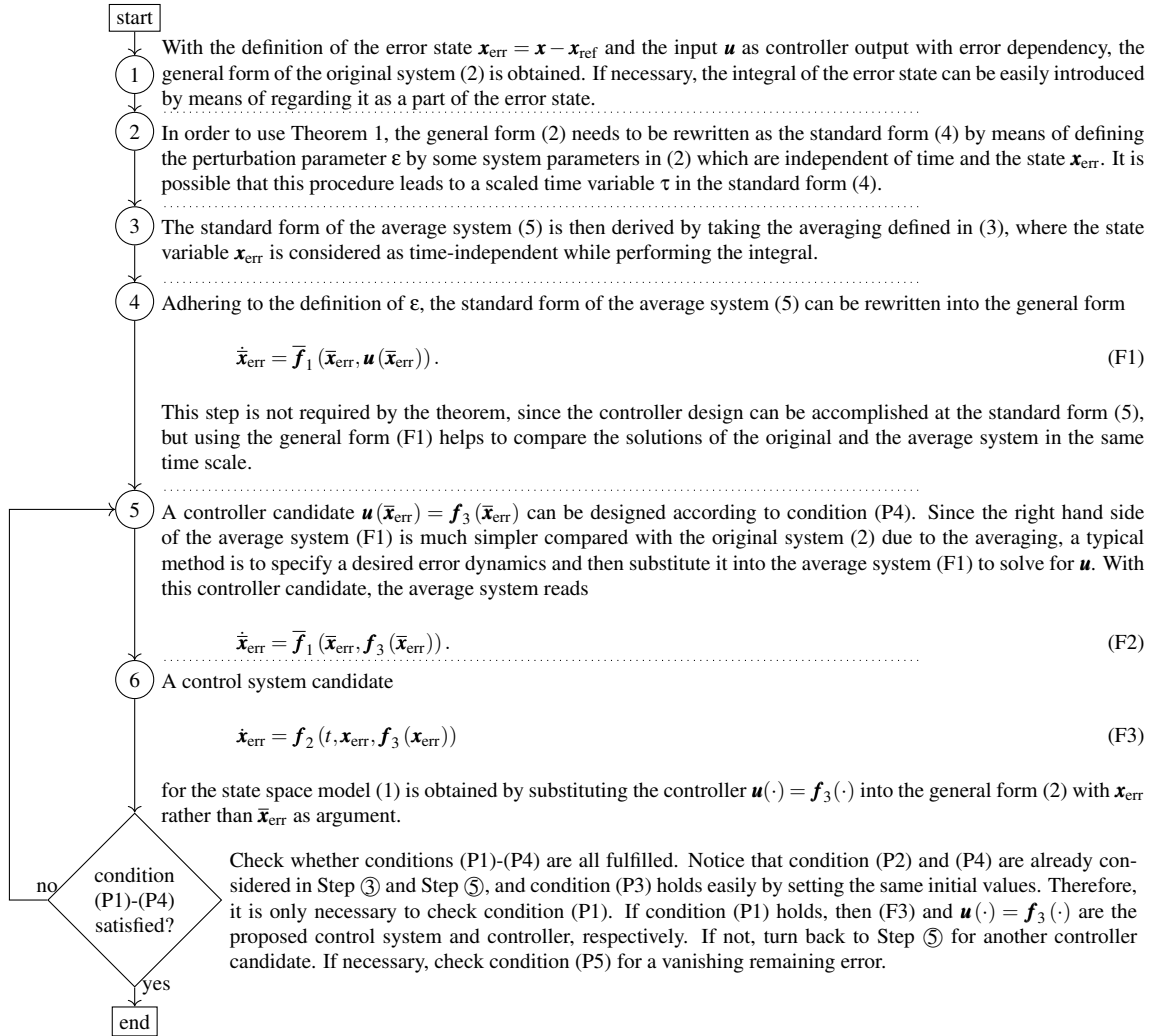 start
1
With the definition of the error state x_err = x − x_ref and the input u as controller output with error dependency, the
general form of the original system (2) is obtained. If necessary, the integral of the error state can be easily introduced
by means of regarding it as a part of the error state.
2
In order to use Theorem 1, the general form (2) needs to be rewritten as the standard form (4) by means of defining
the perturbation parameter ε by some system parameters in (2) which are independent of time and the state x_err. It is
possible that this procedure leads to a scaled time variable τ in the standard form (4).
3
The standard form of the average system (5) is then derived by taking the averaging defined in (3), where the state
variable x_err is considered as time-independent while performing the integral.
4
Adhering to the definition of ε, the standard form of the average system (5) can be rewritten into the general form
ẋ̄_err = f̄_1 (x̄_err, u (x̄_err)) . (F1)
This step is not required by the theorem, since the controller design can be accomplished at the standard form (5),
but using the general form (F1) helps to compare the solutions of the original and the average system in the same
time scale.
5
A controller candidate u(x̄_err) = f_3 (x̄_err) can be designed according to condition (P4). Since the right hand side
of the average system (F1) is much simpler compared with the original system (2) due to the averaging, a typical
method is to specify a desired error dynamics and then substitute it into the average system (F1) to solve for u. With
this controller candidate, the average system reads
ẋ̄_err = f̄_1 (x̄_err, f_3 (x̄_err)) . (F2)
6
A control system candidate
ẋ_err = f_2 (t, x_err, f_3 (x_err)) (F3)
for the state space model (1) is obtained by substituting the controller u(·) = f_3(·) into the general form (2) with x_err
rather than x̄_err as argument.
no
condition
(P1)-(P4)
satisfied?
yes
Check whether conditions (P1)-(P4) are all fulfilled. Notice that condition (P2) and (P4) are already con-
sidered in Step ③ and Step ⑤, and condition (P3) holds easily by setting the same initial values. Therefore,
it is only necessary to check condition (P1). If condition (P1) holds, then (F3) and u(·) = f_3(·) are the
proposed control system and controller, respectively. If not, turn back to Step ⑤ for another controller
candidate. If necessary, check condition (P5) for a vanishing remaining error.
end